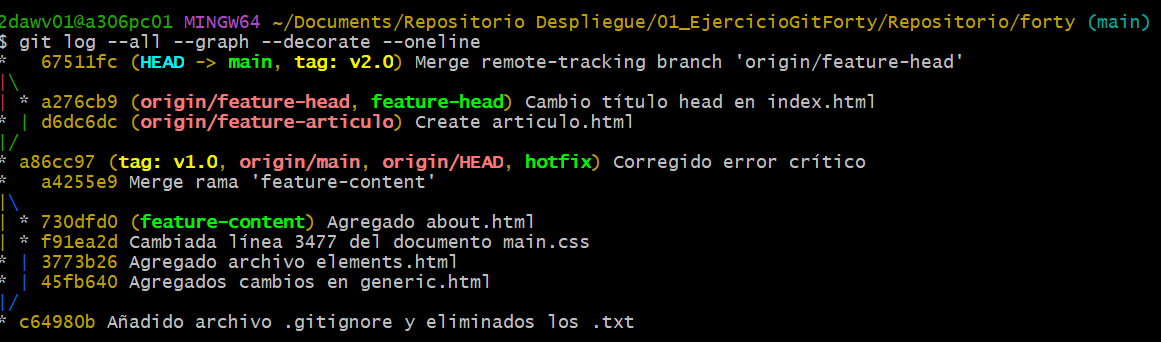 2dawv01@a306pc01 MINGW64 ~/Documents/Repositorio Despliegue/01_EjercicioGitForty/Repositorio/forty (main)
$ git log --all --graph --decorate --oneline
*   67511fc (HEAD -> main, tag: v2.0) Merge remote-tracking branch 'origin/feature-head'
|\
| * a276cb9 (origin/feature-head, feature-head) Cambio título head en index.html
* | d6dc6dc (origin/feature-articulo) Create articulo.html
|/
* a86cc97 (tag: v1.0, origin/main, origin/HEAD, hotfix) Corregido error crítico
*   a4255e9 Merge rama 'feature-content'
|\
| * 730dfd0 (feature-content) Agregado about.html
| * f91ea2d Cambiada línea 3477 del documento main.css
* | 3773b26 Agregado archivo elements.html
* | 45fb640 Agregados cambios en generic.html
|/
* c64980b Añadido archivo .gitignore y eliminados los .txt